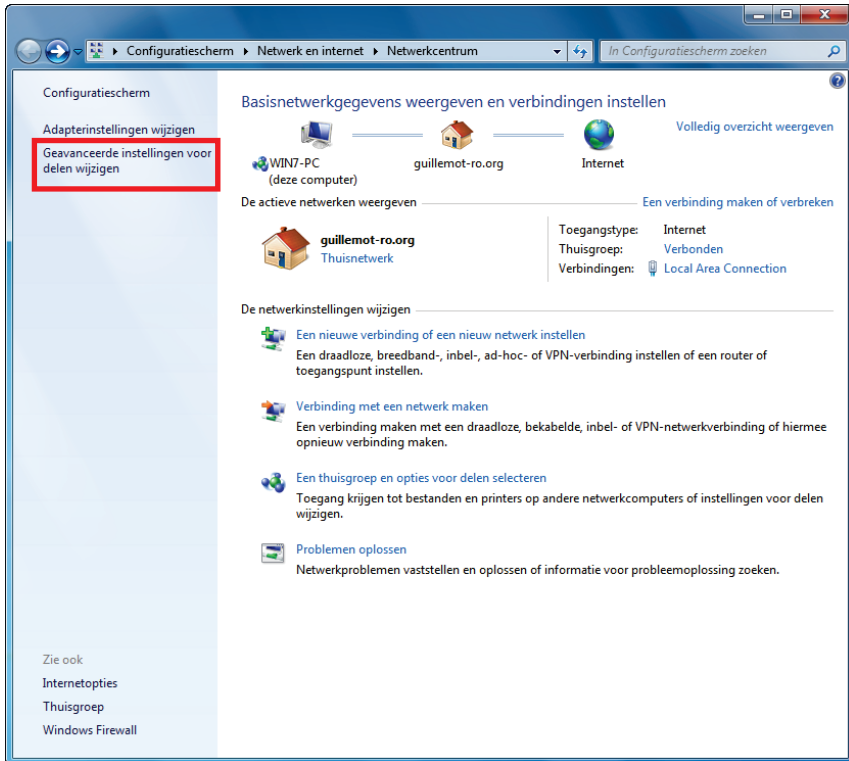 Configuratiescherm ▸ Netwerk en internet ▸ Netwerkcentrum
In Configuratiescherm zoeken
Configuratiescherm
Adapterinstellingen wijzigen
Geavanceerde instellingen voor
delen wijzigen
Zie ook
Internetopties
Thuisgroep
Windows Firewall
Basisnetwerkgegevens weergeven en verbindingen instellen
Volledig overzicht weergeven
WIN7-PC
(deze computer)
guillemot-ro.org
Internet
De actieve netwerken weergeven
Een verbinding maken of verbreken
guillemot-ro.org
Thuisnetwerk
Toegangstype: Internet
Thuisgroep: Verbonden
Verbindingen: Local Area Connection
De netwerkinstellingen wijzigen
Een nieuwe verbinding of een nieuw netwerk instellen
Een draadloze, breedband-, inbel-, ad-hoc- of VPN-verbinding instellen of een router of
toegangspunt instellen.
Verbinding met een netwerk maken
Een verbinding maken met een draadloze, bekabelde, inbel- of VPN-netwerkverbinding of hiermee
opnieuw verbinding maken.
Een thuisgroep en opties voor delen selecteren
Toegang krijgen tot bestanden en printers op andere netwerkcomputers of instellingen voor delen
wijzigen.
Problemen oplossen
Netwerkproblemen vaststellen en oplossen of informatie voor probleemoplossing zoeken.